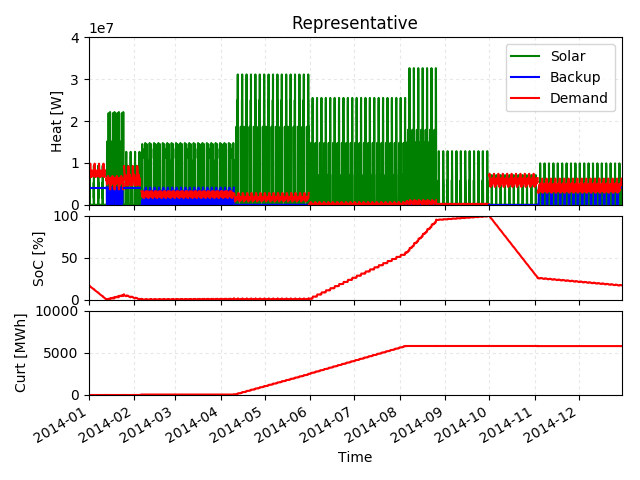 Representative
1e7
Heat [W]
4
3
2
1
0
Solar
Backup
Demand
SoC [%]
100
50
0
Curt [MWh]
10000
5000
0
2014-01
2014-02
2014-03
2014-04
2014-05
2014-06
2014-07
2014-08
2014-09
2014-10
2014-11
2014-12
Time